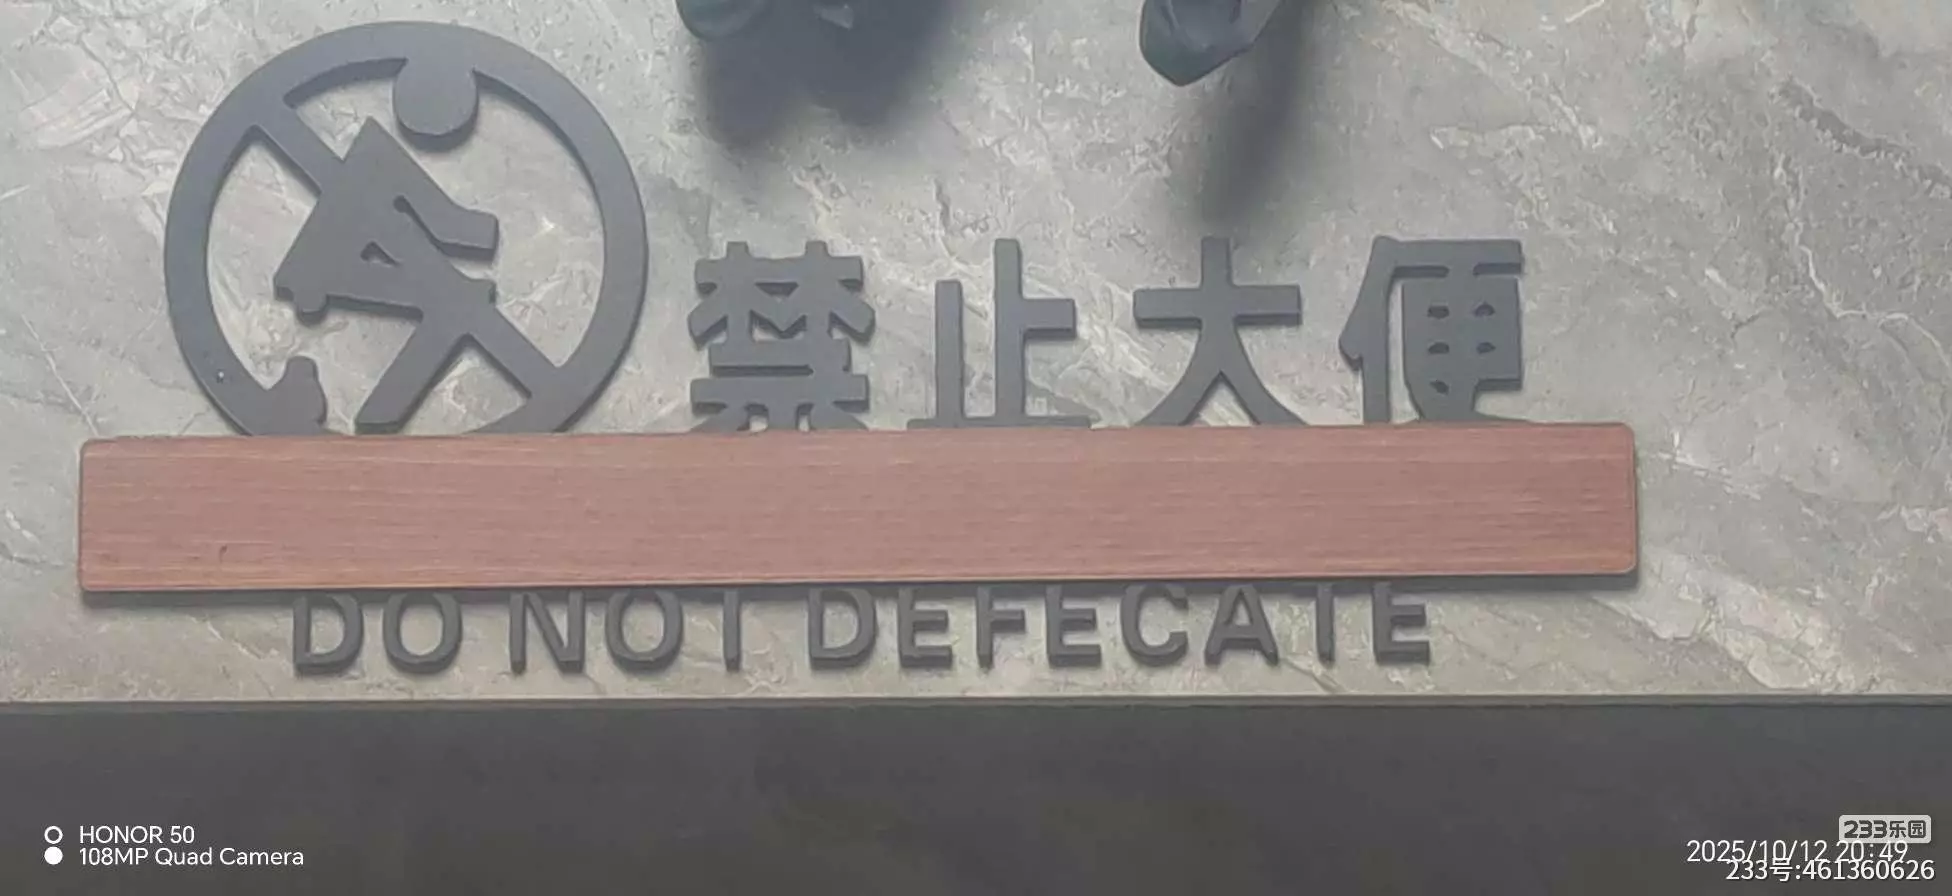 禁止大便
DO NOT DEFECATE
HONOR 50
108MP Quad Camera
233乐园
2025/10/12 20:49
233号:461360626